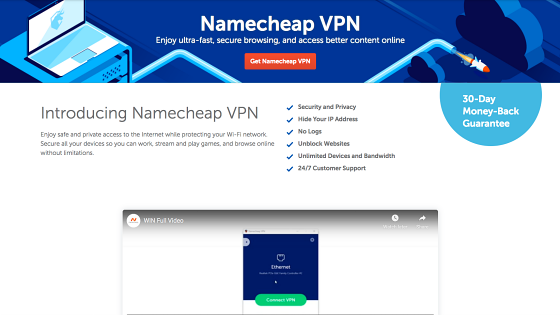 Namecheap VPN
Enjoy ultra-fast, secure browsing, and access better content online
Get Namecheap VPN
30-Day
Money-Back
Guarantee
Introducing Namecheap VPN
Enjoy safe and private access to the Internet while protecting your Wi-Fi network.
Secure all your devices so you can work, stream and play games, and browse online
without limitations.
Security and Privacy
Hide Your IP Address
No Logs
Unblock Websites
Unlimited Devices and Bandwidth
24/7 Customer Support
WIN Full Video
Ethernet
Connect VPN